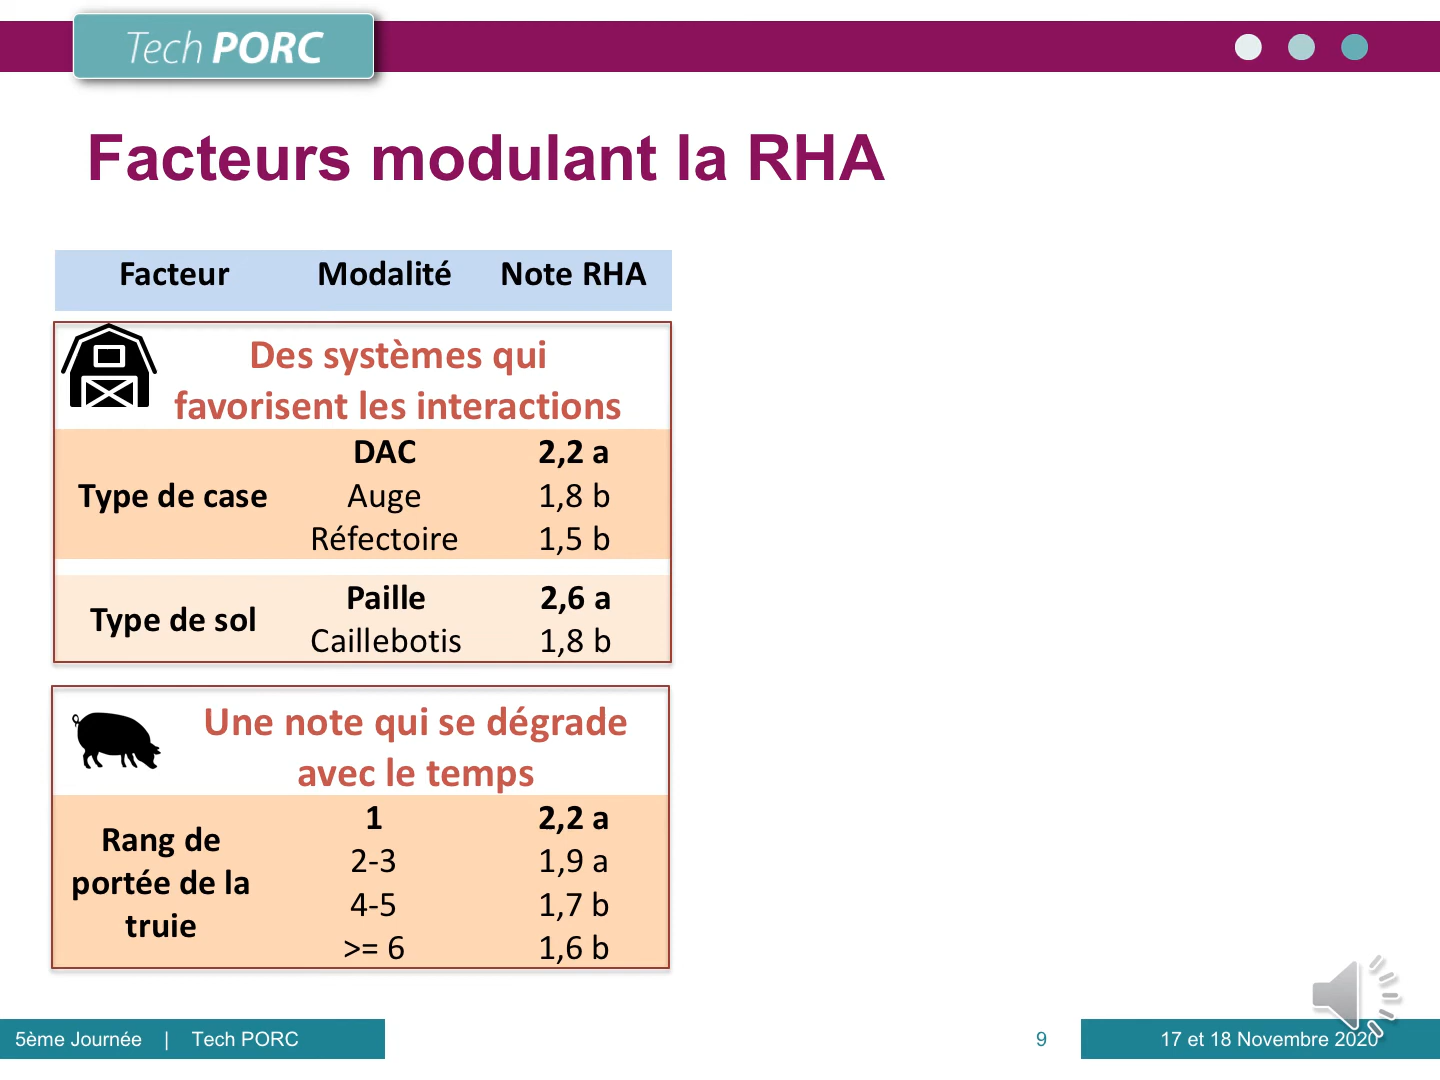 Tech PORC
Facteurs modulant la RHA
Facteur Modalité Note RHA
Des systèmes qui
favorisent les interactions
Type de case
DAC 2,2 a
Auge 1,8 b
Réfectoire 1,5 b
Type de sol
Paille 2,6 a
Caillebotis 1,8 b
Une note qui se dégrade
avec le temps
Rang de
portée de la
truie
1 2,2 a
2-3 1,9 a
4-5 1,7 b
>= 6 1,6 b
5ème Journée | Tech PORC
9
17 et 18 Novembre 2020